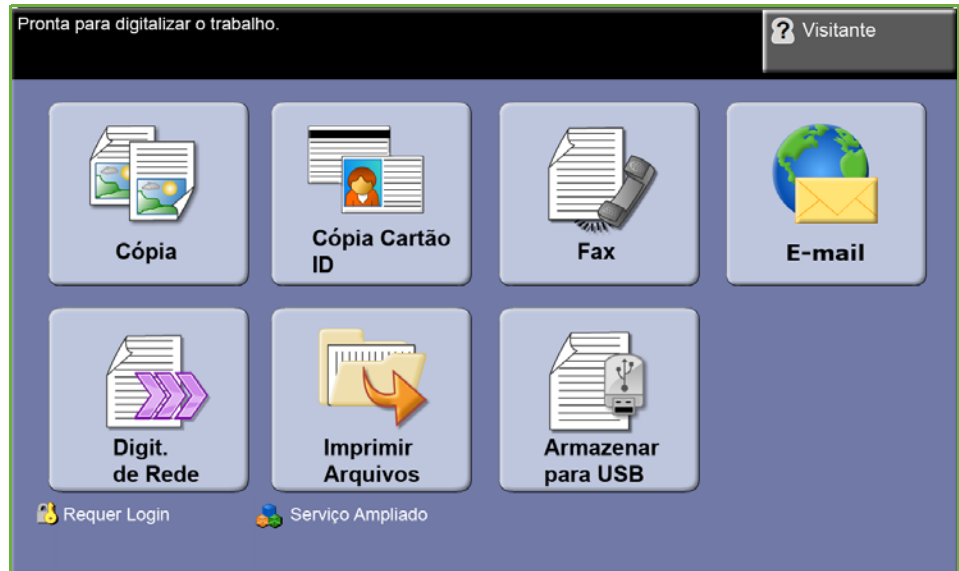 Pronta para digitalizar o trabalho.
Visitante
Cópia
Cópia Cartão
ID
Fax
E-mail
Digit.
de Rede
Imprimir
Arquivos
Armazenar
para USB
Requer Login
Serviço Ampliado